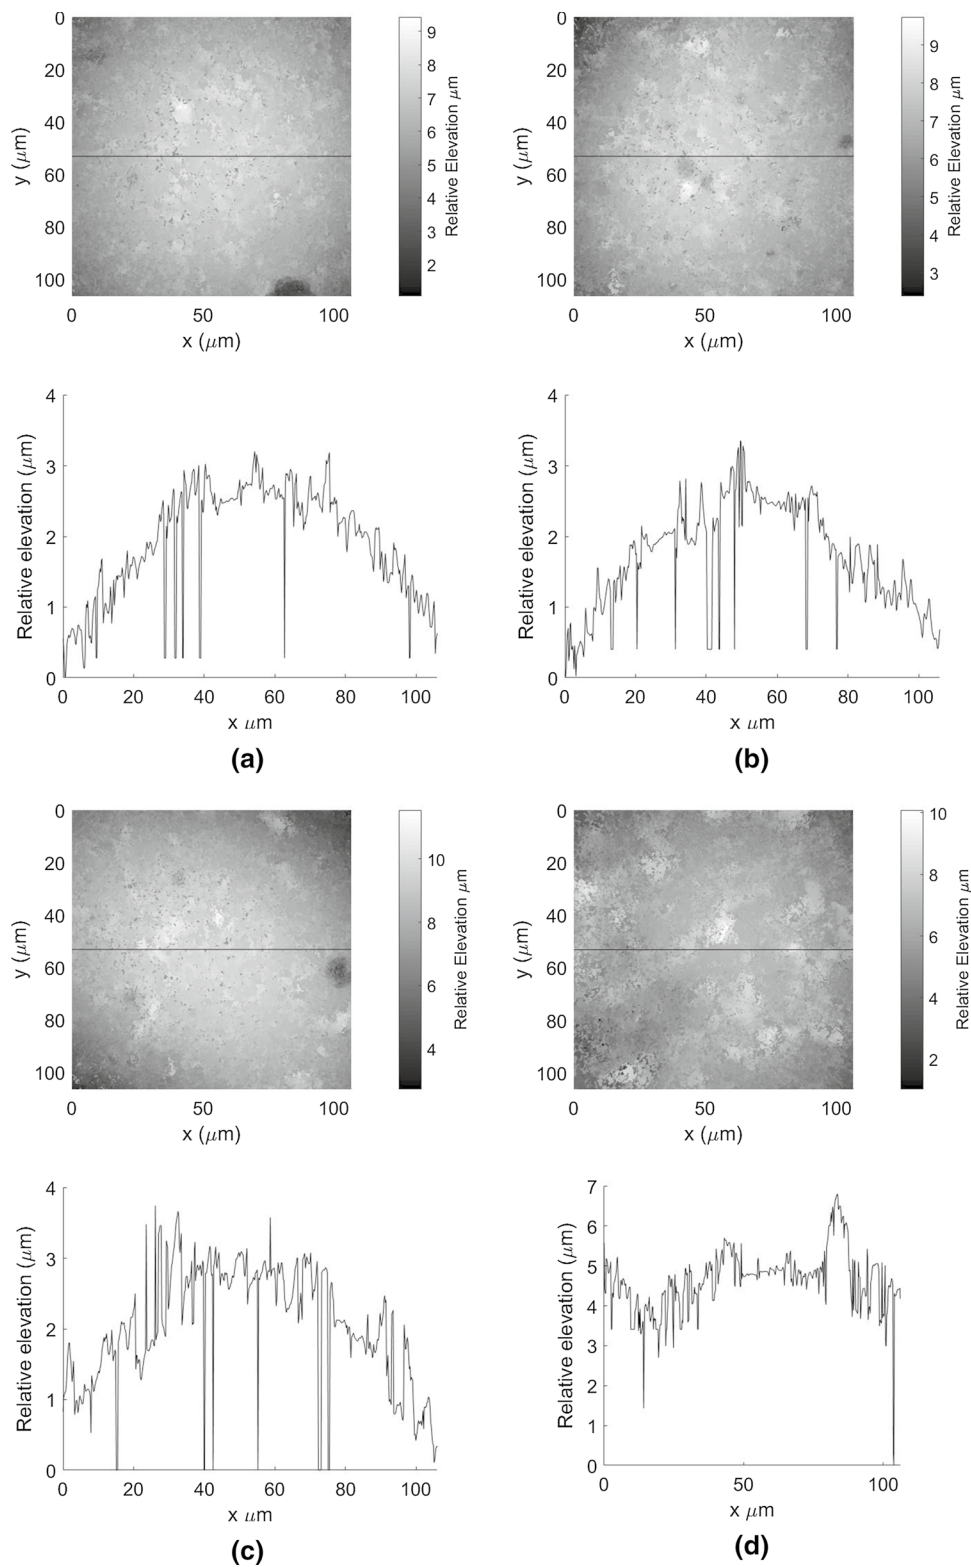 0
20
40
60
80
100
y (μm)
0 50 100
x (μm)
9
8
7
6
5
4
3
2
Relative Elevation μm
0
20
40
60
80
100
y (μm)
0 50 100
x (μm)
9
8
7
6
5
4
3
Relative Elevation μm
4
3
2
1
0
Relative elevation (μm)
0 20 40 60 80 100
x μm
(a)
4
3
2
1
0
Relative elevation (μm)
0 20 40 60 80 100
x μm
(b)
0
20
40
60
80
100
y (μm)
0 50 100
x (μm)
10
8
6
4
Relative Elevation μm
0
20
40
60
80
100
y (μm)
0 50 100
x (μm)
10
8
6
4
2
Relative Elevation μm
4
3
2
1
0
Relative elevation (μm)
0 20 40 60 80 100
x μm
(c)
7
6
5
4
3
2
1
0
Relative elevation (μm)
0 50 100
x μm
(d)